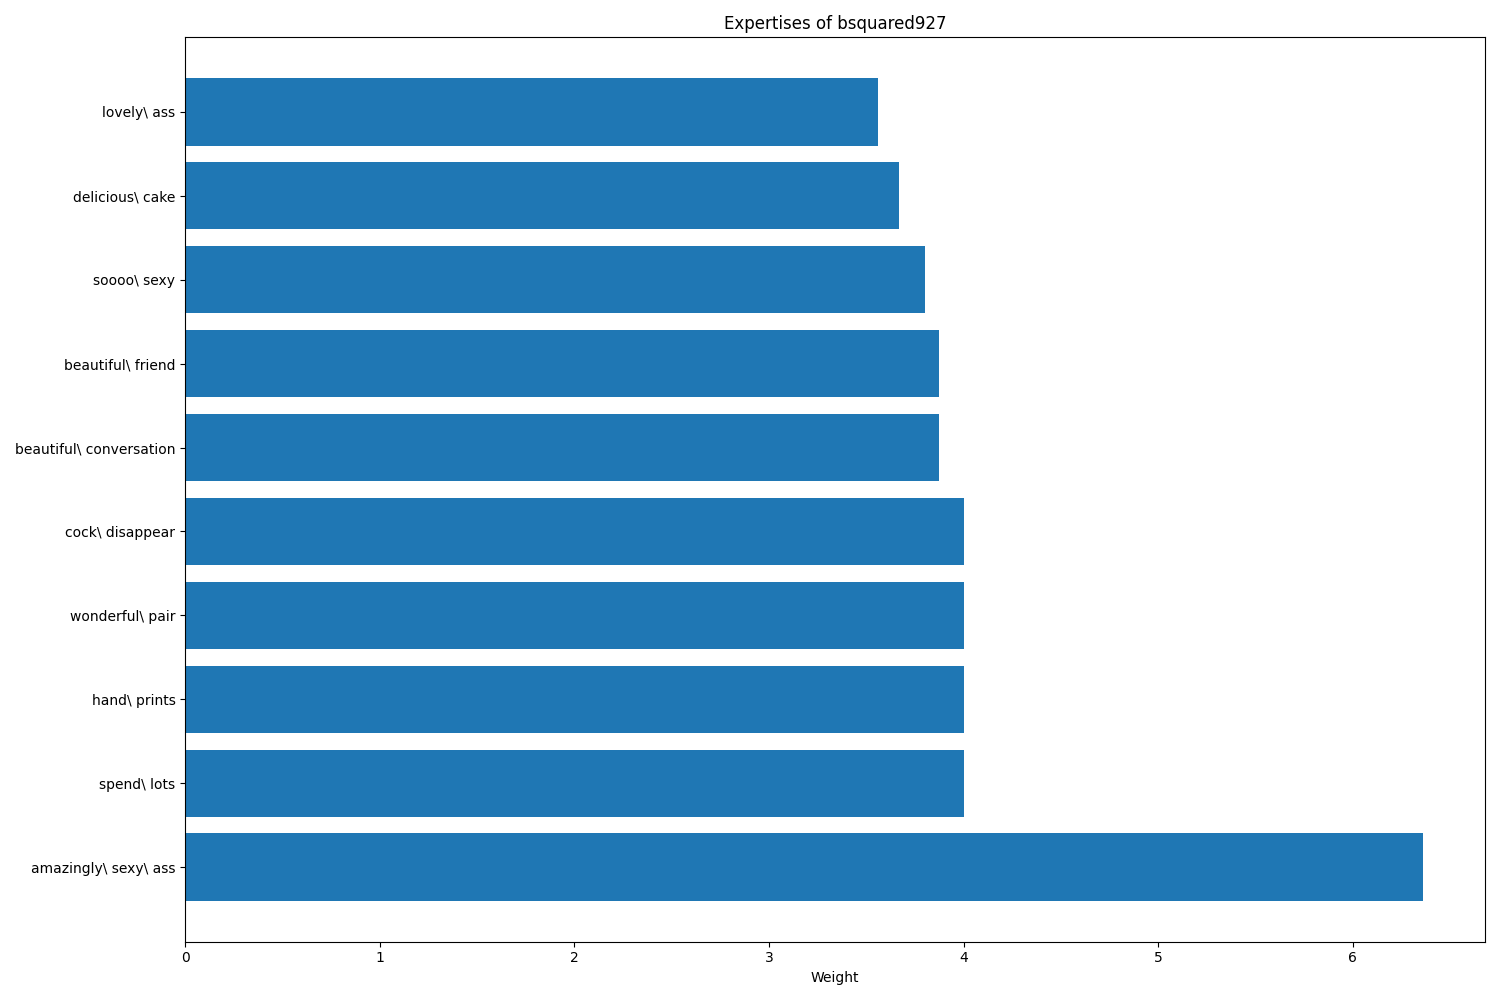 Expertises of bsquared927
lovely\ ass
delicious\ cake
soooo\ sexy
beautiful\ friend
beautiful\ conversation
cock\ disappear
wonderful\ pair
hand\ prints
spend\ lots
amazingly\ sexy\ ass
0 1 2 3 4 5 6
Weight